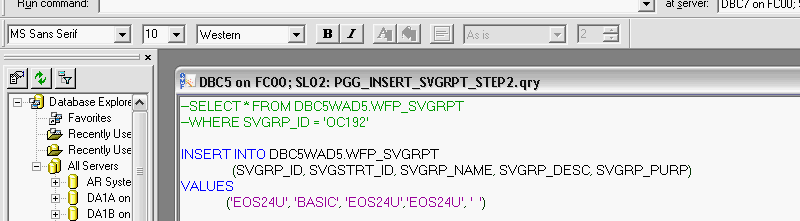 Run command: at server: DBC7 on FC00; S
MS Sans Serif 10 Western B I A A As is 2
DBC5 on FC00; SL02: PGG_INSERT_SVGRPT_STEP2.qry
Database Explore
Favorites
Recently Use
Recently Use
All Servers
AR Syste
DA1A on
DA1B on
--SELECT * FROM DBC5WAD5.WFP_SVGRPT
--WHERE SVGRP_ID = 'OC192'
INSERT INTO DBC5WAD5.WFP_SVGRPT
(SVGRP_ID, SVGSTRT_ID, SVGRP_NAME, SVGRP_DESC, SVGRP_PURP)
VALUES
('EOS24U', 'BASIC', 'EOS24U','EOS24U', ' ')